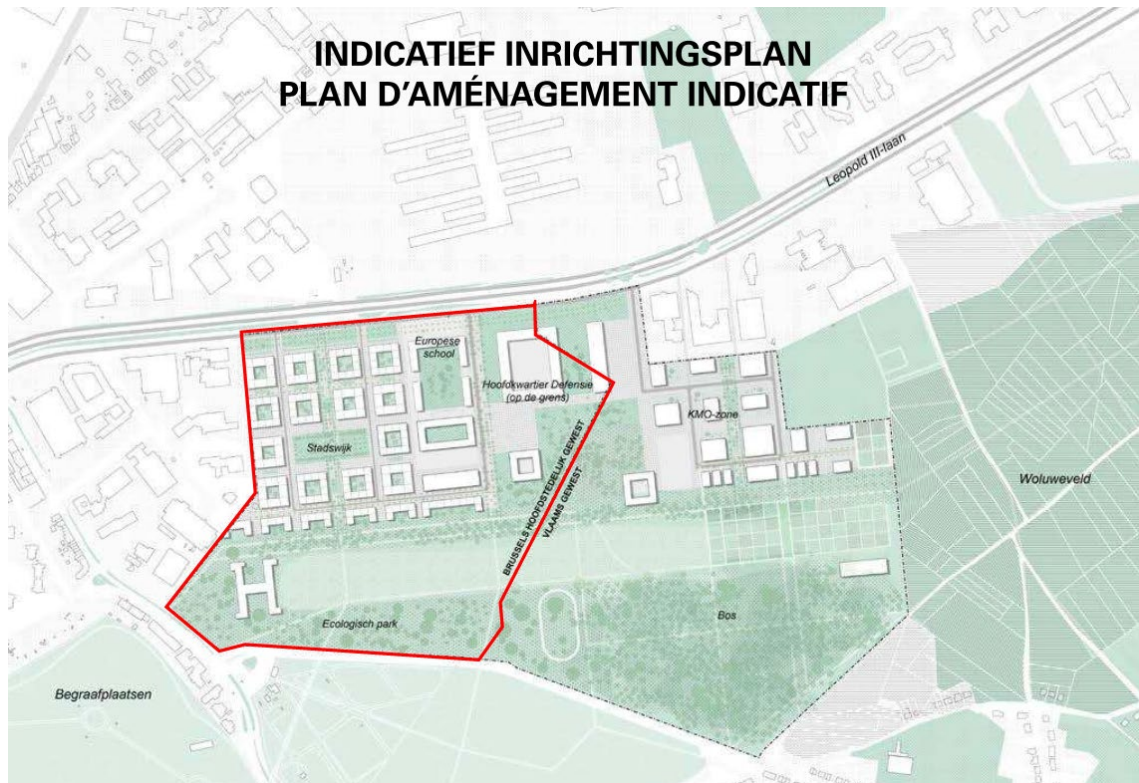 INDICATIEF INRICHTINGSPLAN
PLAN D'AMÉNAGEMENT INDICATIF
Leopold III-laan
Europese
school
Hoofdkwartier Defensie
(op de grens)
KMO-zone
Stadswijk
BRUSSELS HOOFDSTEDELIJK GEWEST
VLAAMS GEWEST
Woluweveld
Ecologisch park
Bos
Begraafplaatsen